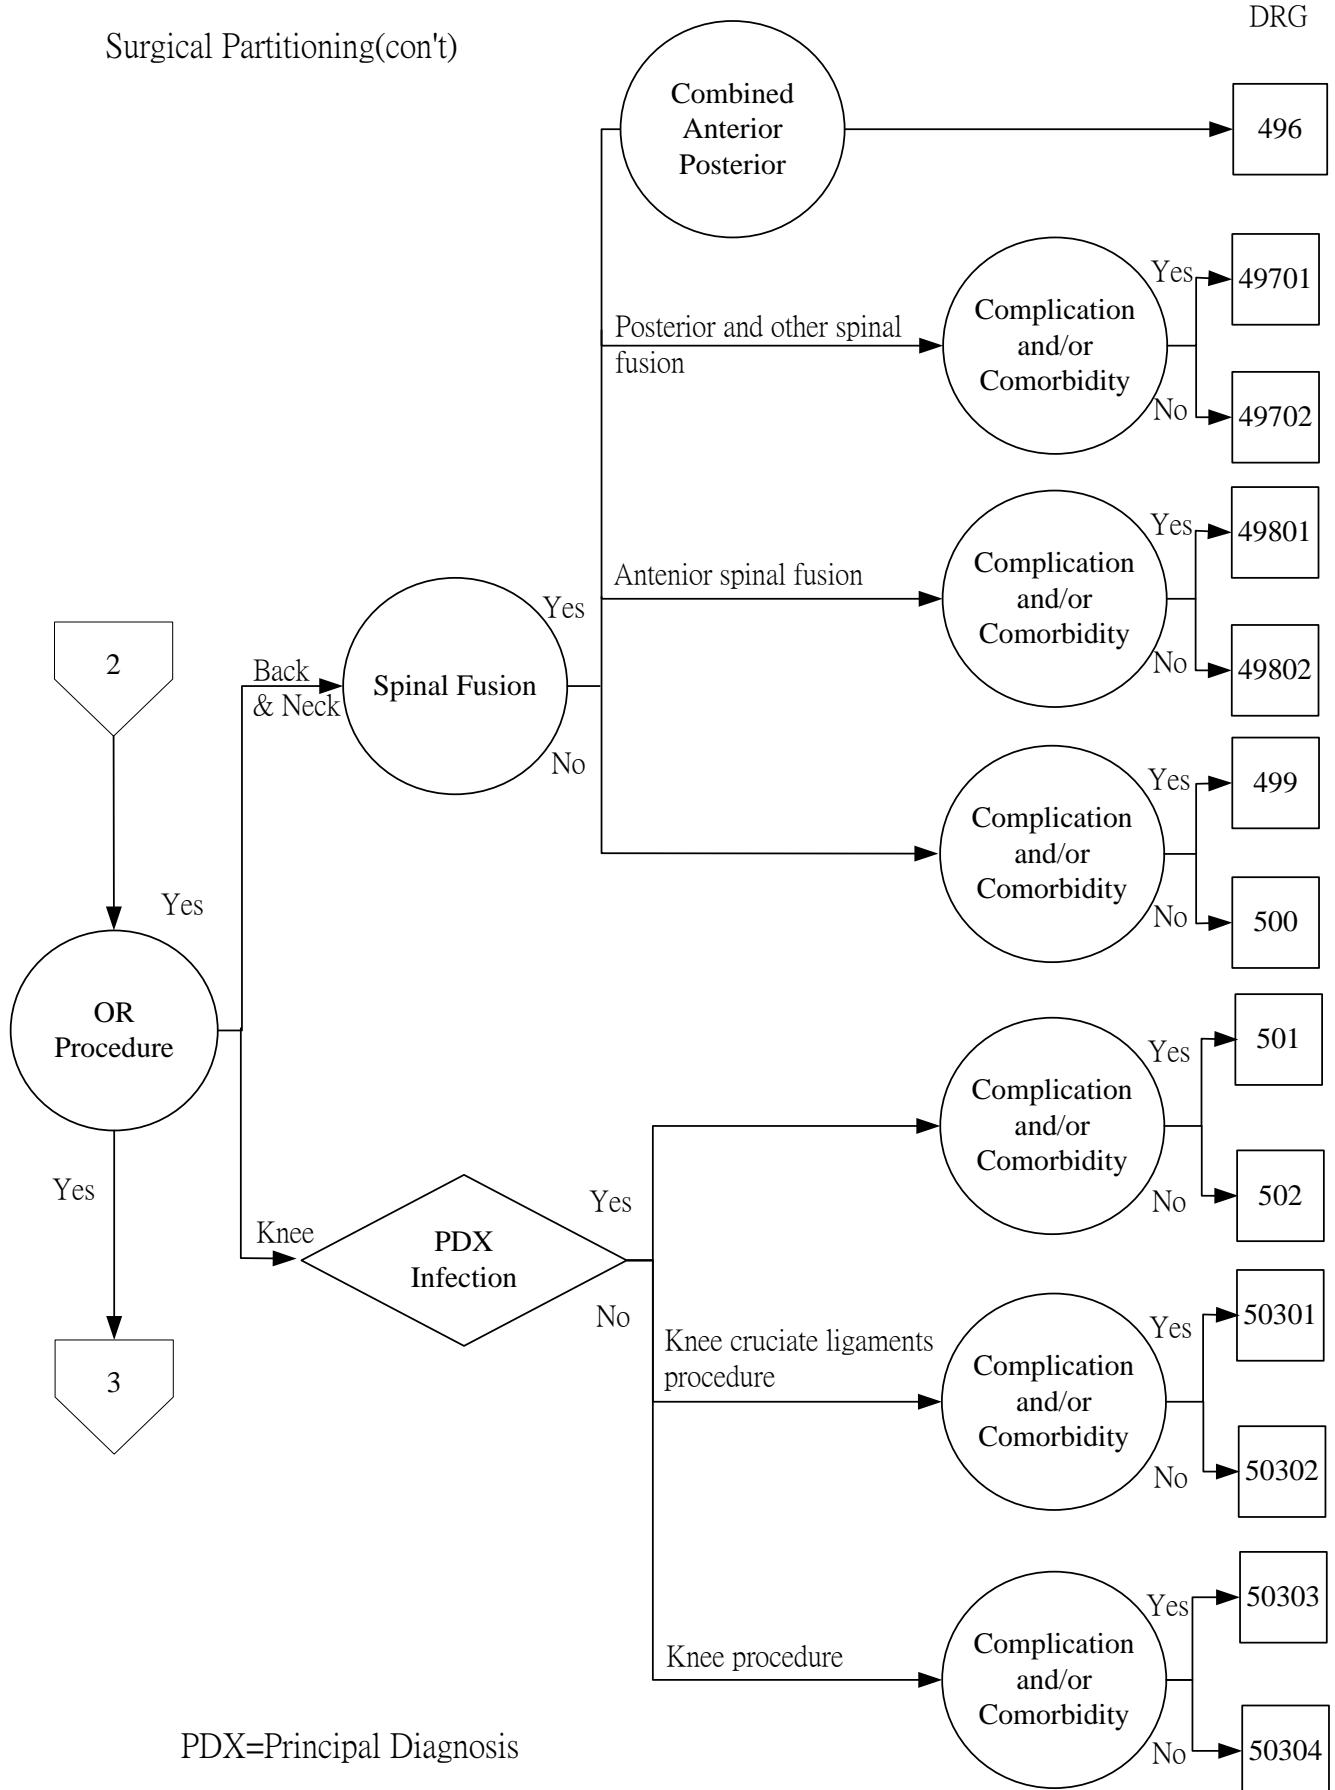 DRG
Surgical Partitioning(con't)
Combined
Anterior
Posterior
496
Posterior and other spinal
fusion
Complication
and/or
Comorbidity
Yes
49701
No
49702
Antenior spinal fusion
Complication
and/or
Comorbidity
Yes
49801
No
49802
2
Back
& Neck
Spinal Fusion
Yes
No
Complication
and/or
Comorbidity
Yes
499
No
500
Yes
OR
Procedure
Yes
3
Knee
PDX
Infection
Yes
No
Complication
and/or
Comorbidity
Yes
501
No
502
Knee cruciate ligaments
procedure
Complication
and/or
Comorbidity
Yes
50301
No
50302
Knee procedure
Complication
and/or
Comorbidity
Yes
50303
No
50304
PDX=Principal Diagnosis